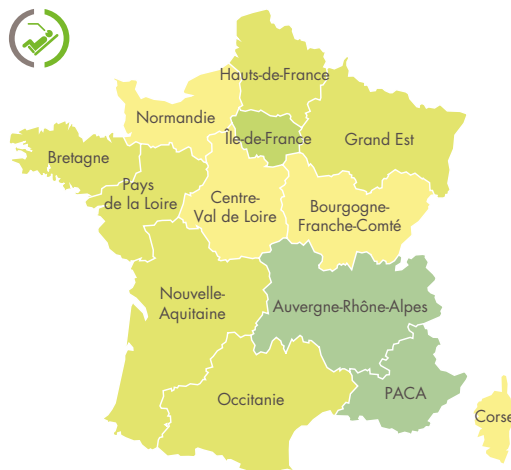 Hauts-de-France
Normandie
Île-de-France
Grand Est
Bretagne
Pays
de la Loire
Centre-
Val de Loire
Bourgogne-
Franche-Comté
Nouvelle-
Aquitaine
Auvergne-Rhône-Alpes
Occitanie
PACA
Corse